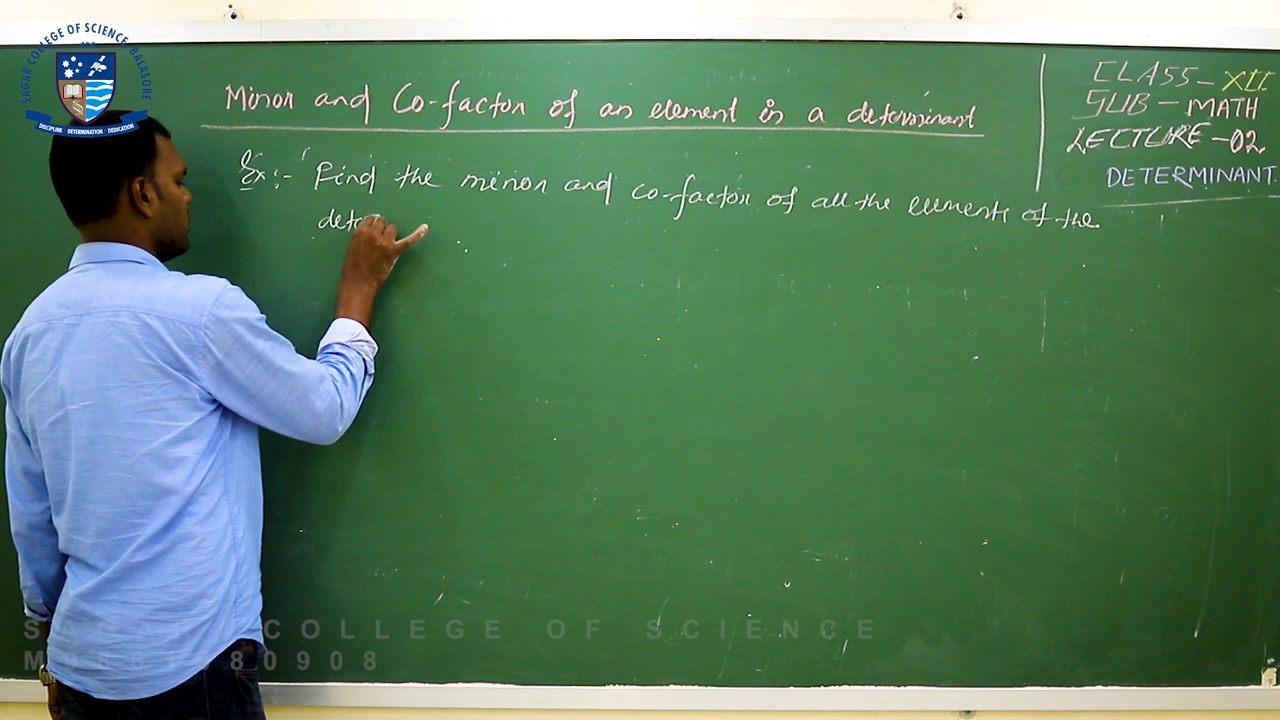 SAGAR COLLEGE OF SCIENCE, BALASORE
DISCIPLINE · DETERMINATION · DEDICATION
Minor and Co-factor of an element in a determinant
CLASS - XII
SUB - MATH
LECTURE - 02
DETERMINANT
Ex:- Find the minor and co-factor of all the elements of the
dete
COLLEGE OF SCIENCE
80908